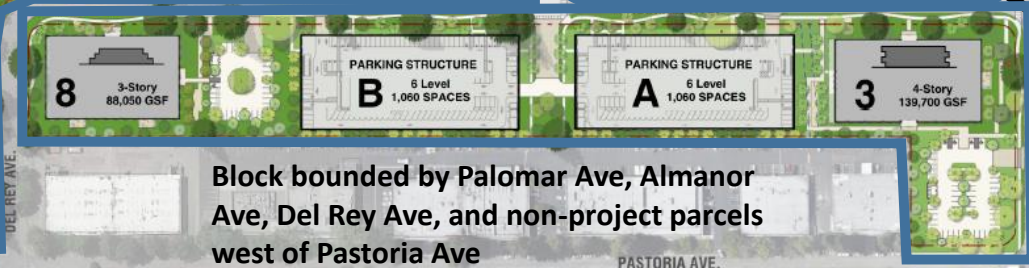 8
3-Story
88,050 GSF
PARKING STRUCTURE
B
6 Level
1,060 SPACES
PARKING STRUCTURE
A
6 Level
1,060 SPACES
3
4-Story
139,700 GSF
DEL REY AVE.
Block bounded by Palomar Ave, Almanor
Ave, Del Rey Ave, and non-project parcels
west of Pastoria Ave
PASTORIA AVE.